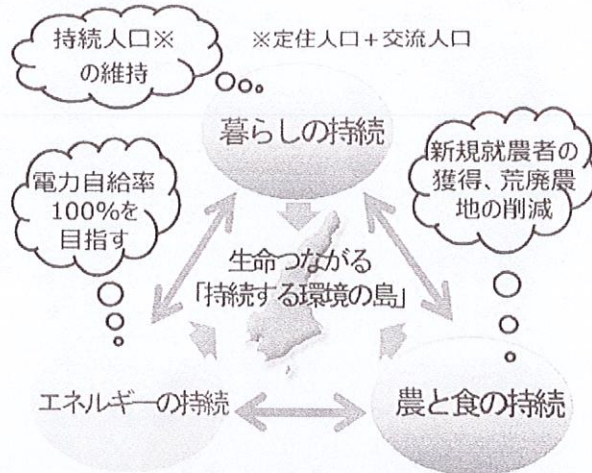 持続人口※
の維持
※定住人口＋交流人口
暮らしの持続
電力自給率
100%を
目指す
新規就農者の
獲得、荒廃農
地の削減
生命つながる
「持続する環境の島」
エネルギーの持続
農と食の持続